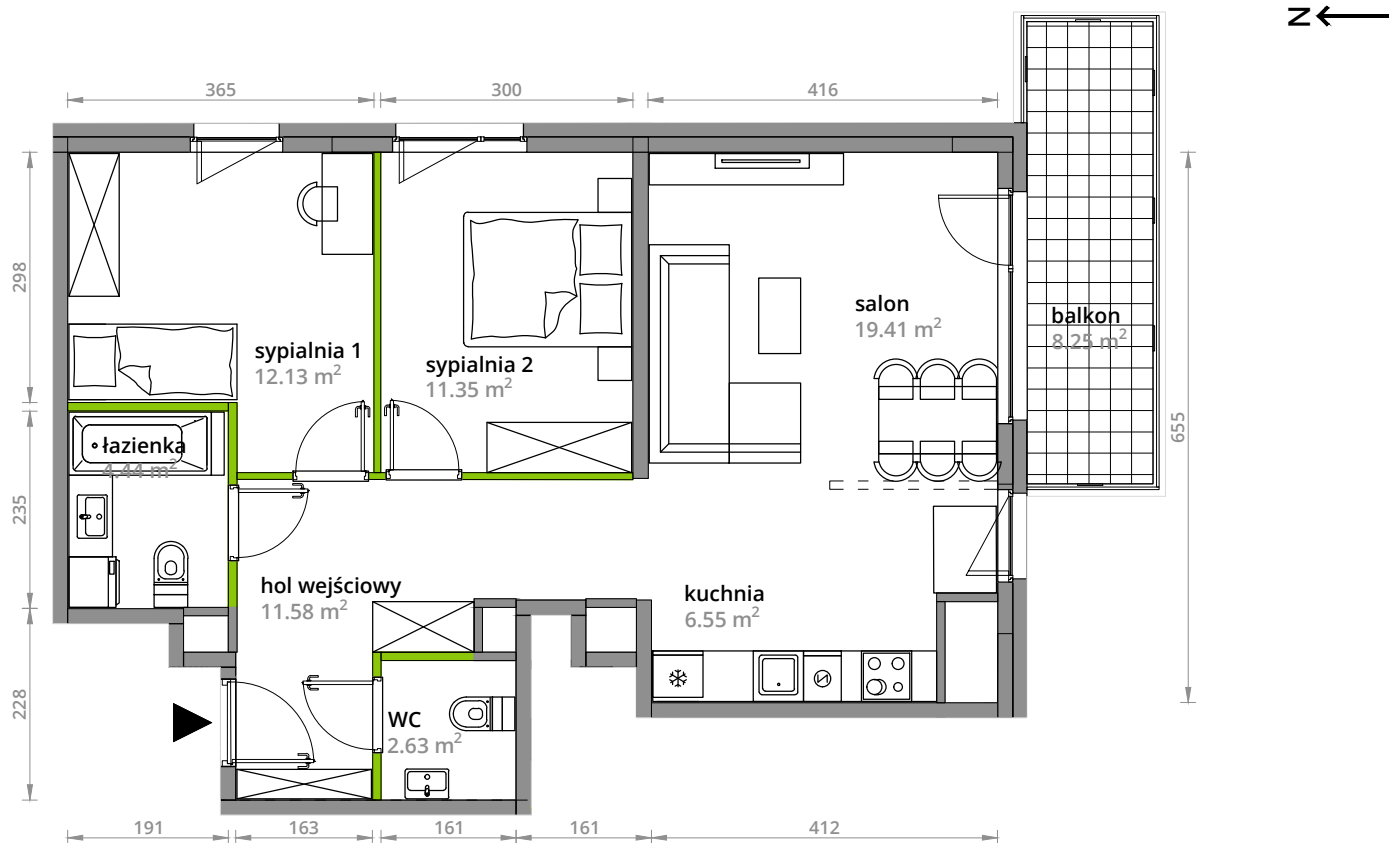 N
365
300
416
298
235
228
655
sypialnia 1
12.13 m²
sypialnia 2
11.35 m²
salon
19.41 m²
balkon
8.25 m²
łazienka
4.44 m²
hol wejściowy
11.58 m²
kuchnia
6.55 m²
WC
2.63 m²
191
163
161
161
412